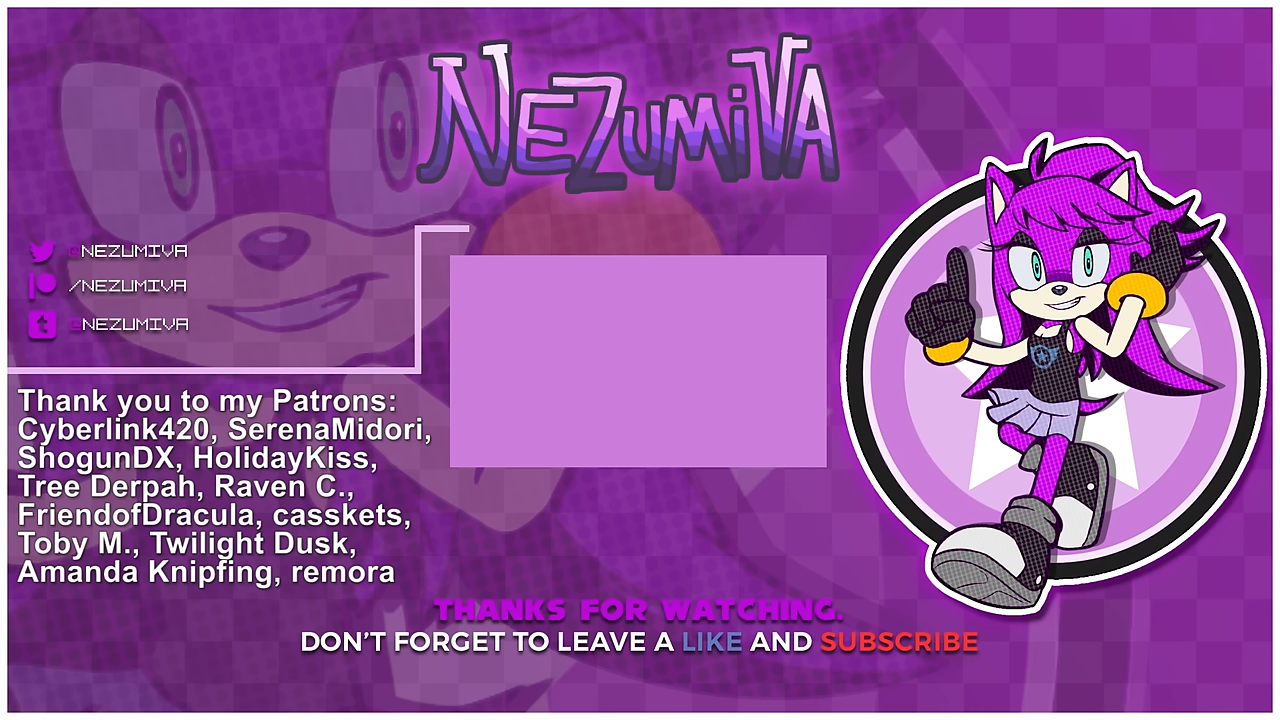 NEZUMIVA
@NEZUMIVA
/NEZUMIVA
@NEZUMIVA
Thank you to my Patrons:
Cyberlink420, SerenaMidori,
ShogunDX, HolidayKiss,
Tree Derpah, Raven C.,
FriendofDracula, casskets,
Toby M., Twilight Dusk,
Amanda Knipfing, remora
THANKS FOR WATCHING.
DON'T FORGET TO LEAVE A LIKE AND SUBSCRIBE